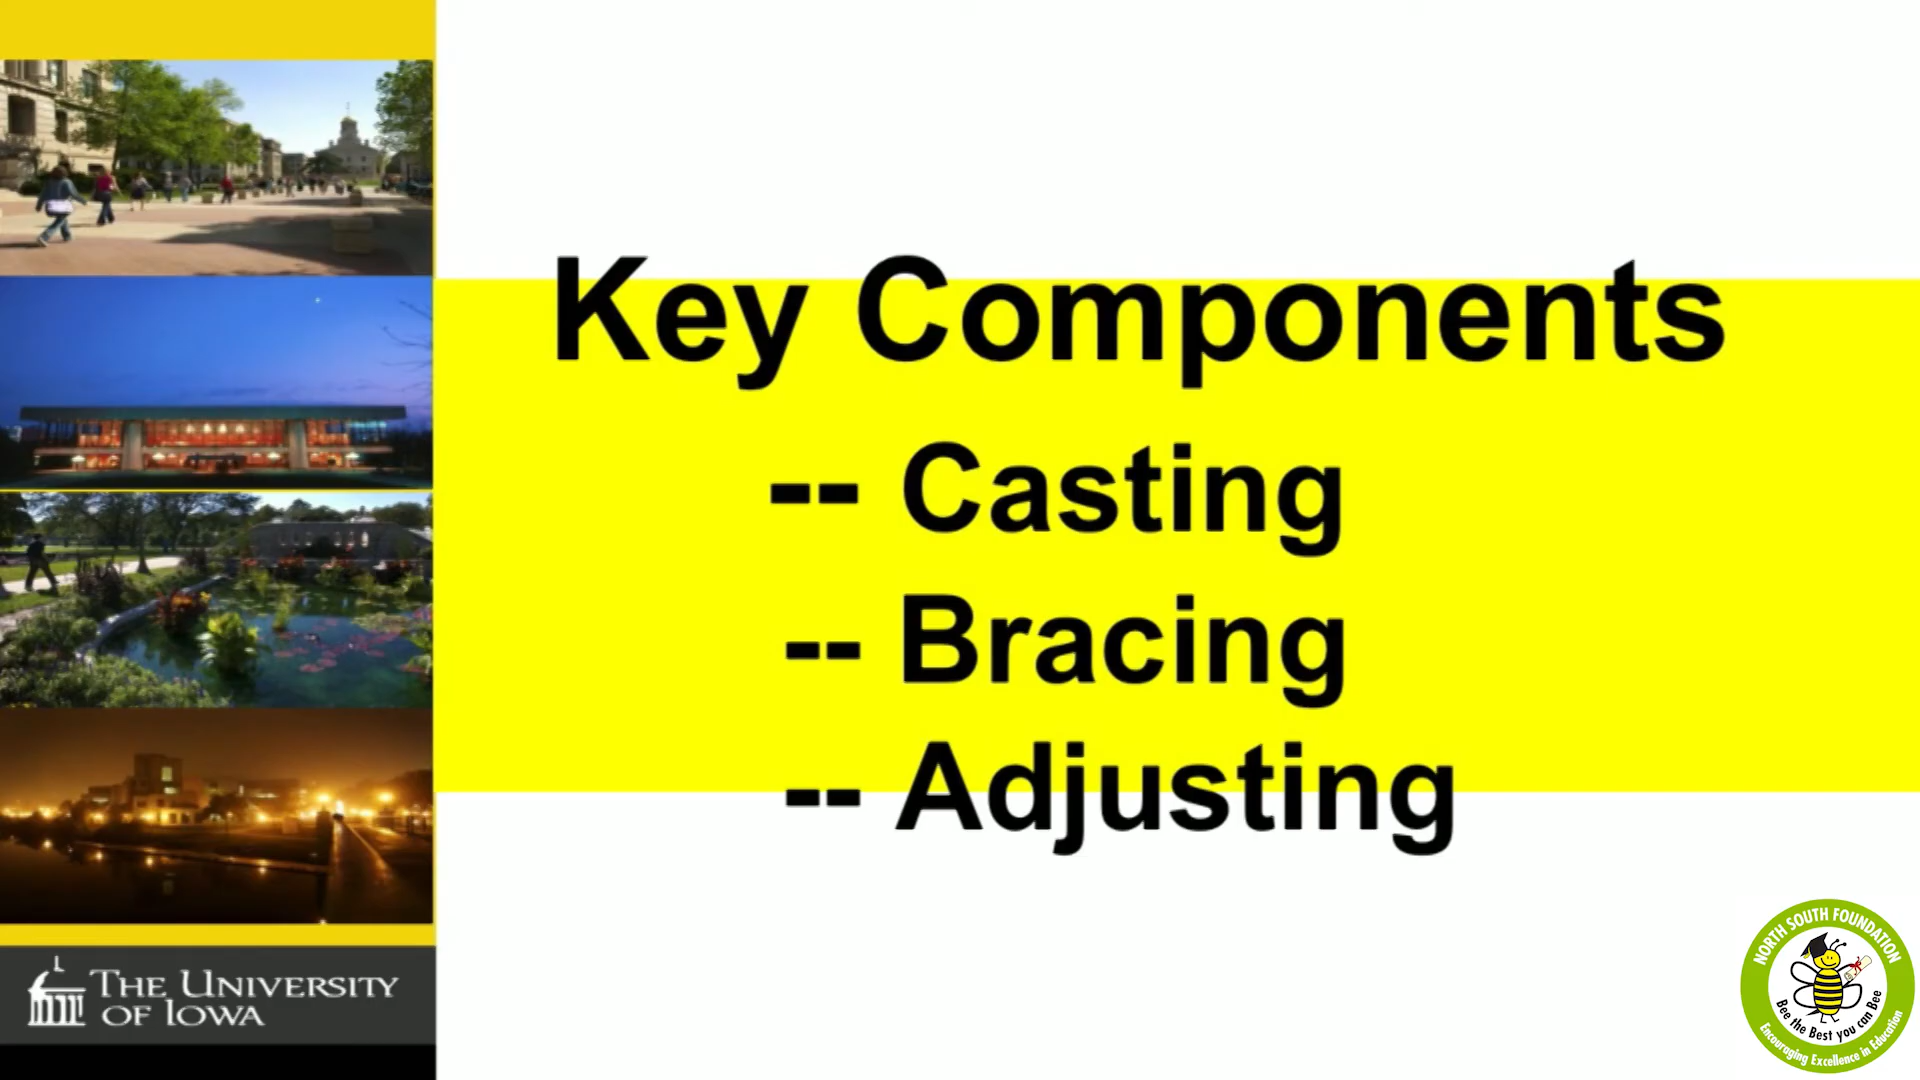 Key Components
-- Casting
-- Bracing
-- Adjusting
THE UNIVERSITY
OF IOWA
NORTH SOUTH FOUNDATION
Bee the Best you can Bee
Encouraging Excellence in Education